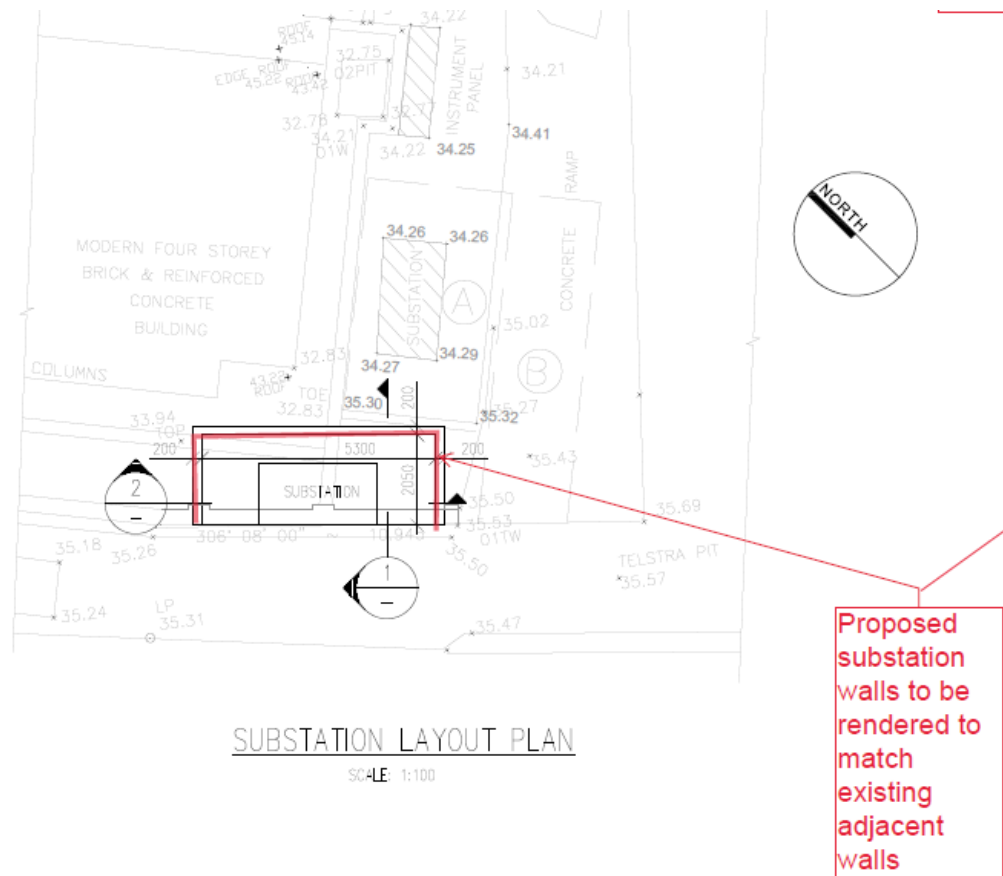 34.22
ROOF
45.14
32.75
EDGE ROOF
45.22
ROOF
43.42
02PIT
INSTRUMENT
PANEL
34.21
32.78
32.77
34.21
01W
34.22
34.25
34.41
RAMP
NORTH
34.26
34.26
MODERN FOUR STOREY
BRICK & REINFORCED
CONCRETE
BUILDING
SUBSTATION
A
CONCRETE
35.02
32.83
34.27
34.29
B
COLUMNS
43.22
ROOF
TOE
32.83
35.30
200
35.27
35.32
33.94
TOP
200
5300
200
35.43
2050
2
SUBSTATION
35.50
35.53
01TW
35.69
306° 08' 00" ~ 10.940
35.18
35.26
35.50
TELSTRA PIT
35.57
1
35.24
LP
35.31
35.47
Proposed
substation
walls to be
rendered to
match
existing
adjacent
walls
SUBSTATION LAYOUT PLAN
SCALE: 1:100